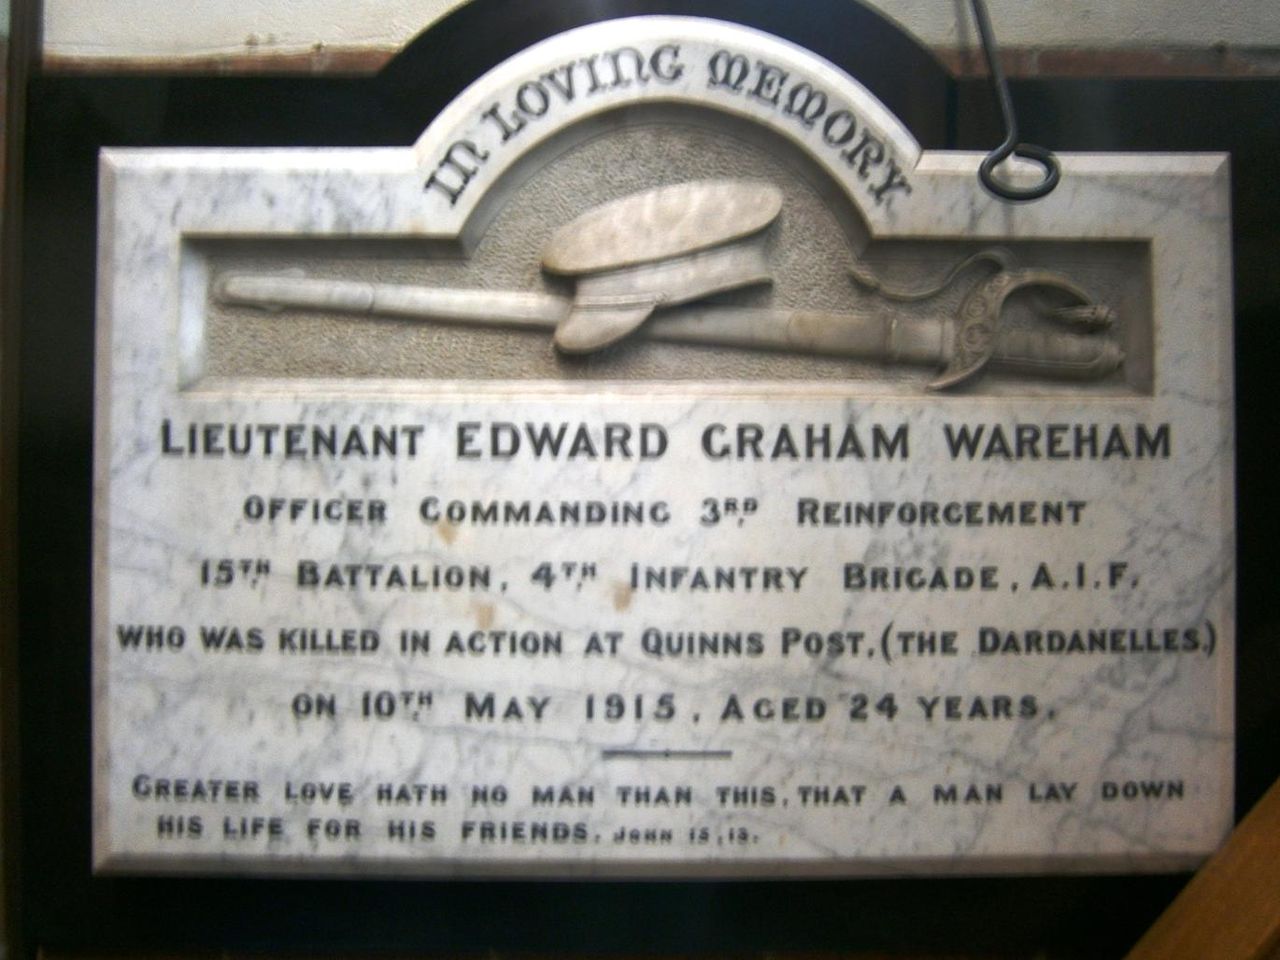 IN LOVING MEMORY
LIEUTENANT EDWARD GRAHAM WAREHAM
OFFICER COMMANDING 3RD REINFORCEMENT
15TH BATTALION, 4TH INFANTRY BRIGADE, A.I.F.
WHO WAS KILLED IN ACTION AT QUINNS POST, (THE DARDANELLES.)
ON 10TH MAY 1915, AGED 24 YEARS.
GREATER LOVE HATH NO MAN THAN THIS, THAT A MAN LAY DOWN
HIS LIFE FOR HIS FRIENDS. JOHN 15, 13.